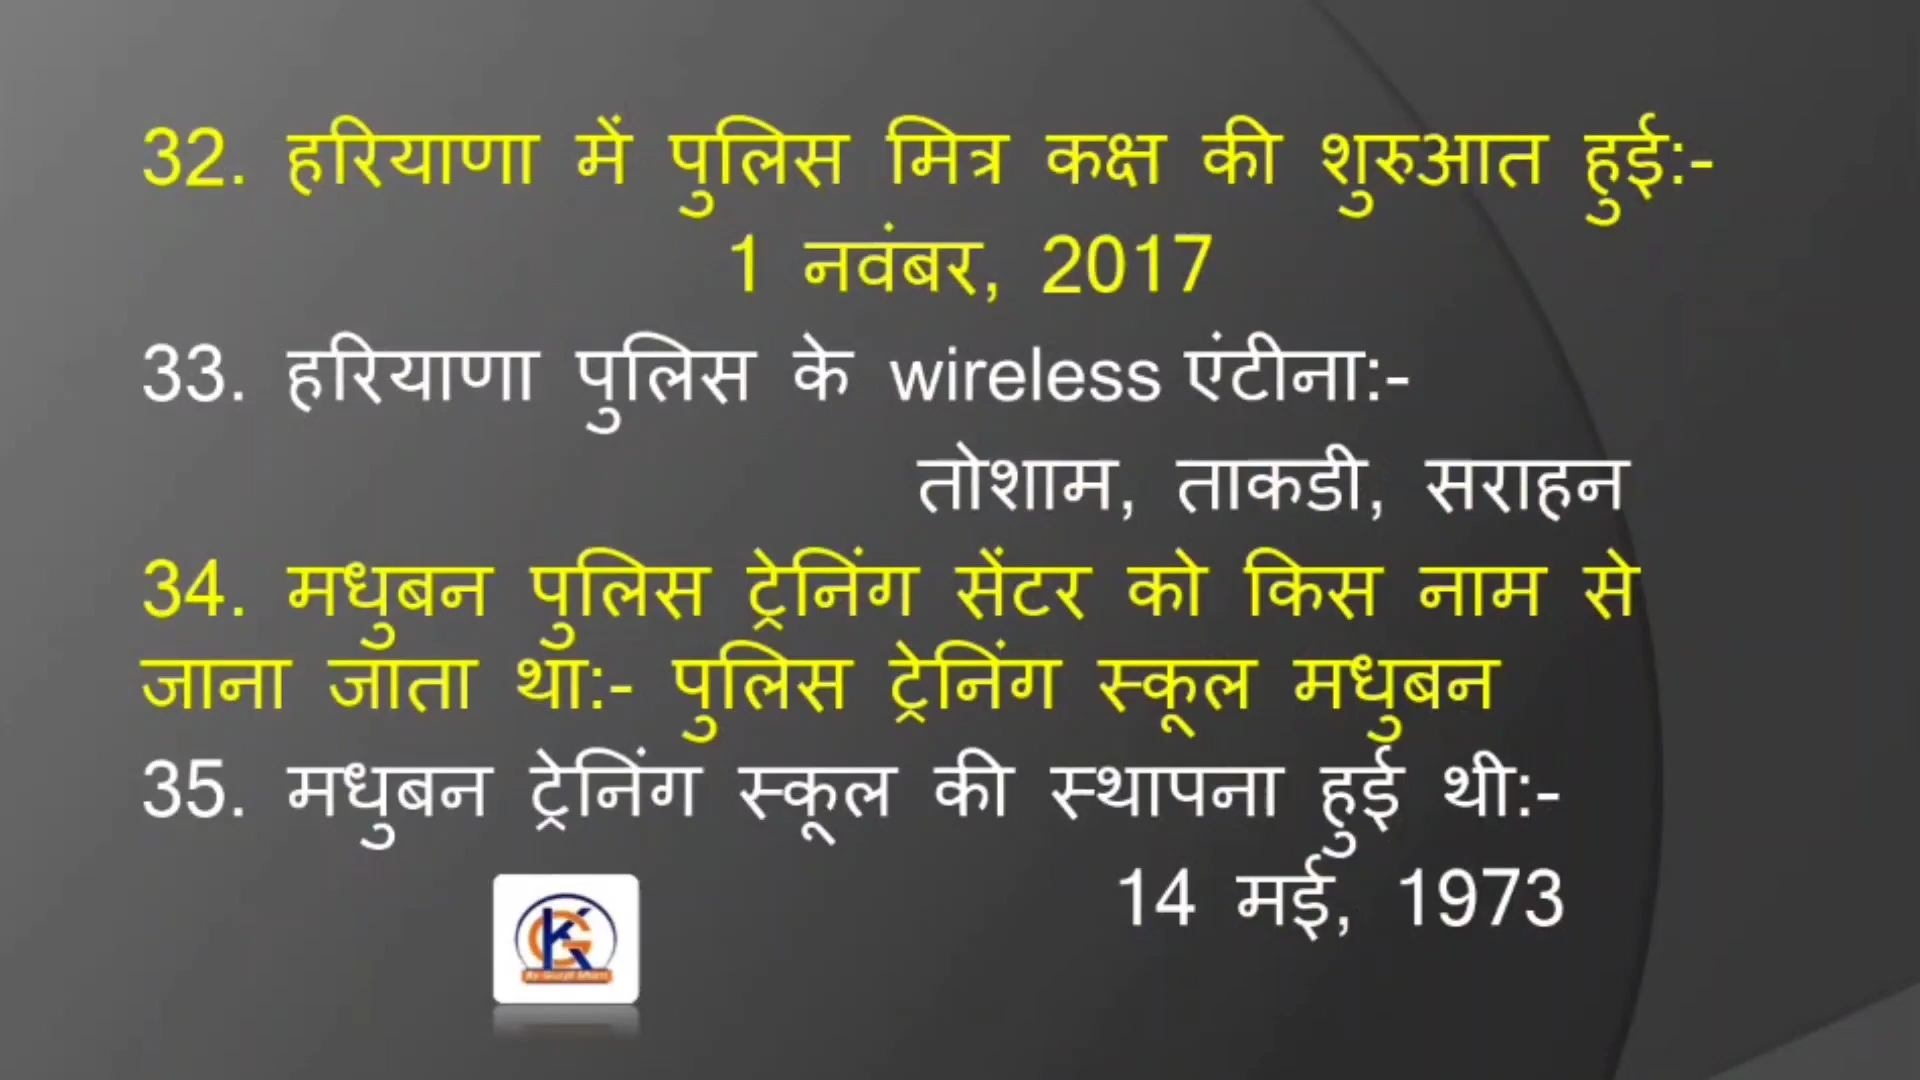 32. हरियाणा में पुलिस मित्र कक्ष की शुरुआत हुई:-
1 नवंबर, 2017
33. हरियाणा पुलिस के wireless एंटीना:-
तोशाम, ताकडी, सराहन
34. मधुबन पुलिस ट्रेनिंग सेंटर को किस नाम से
जाना जाता था:- पुलिस ट्रेनिंग स्कूल मधुबन
35. मधुबन ट्रेनिंग स्कूल की स्थापना हुई थी:-
14 मई, 1973
KG